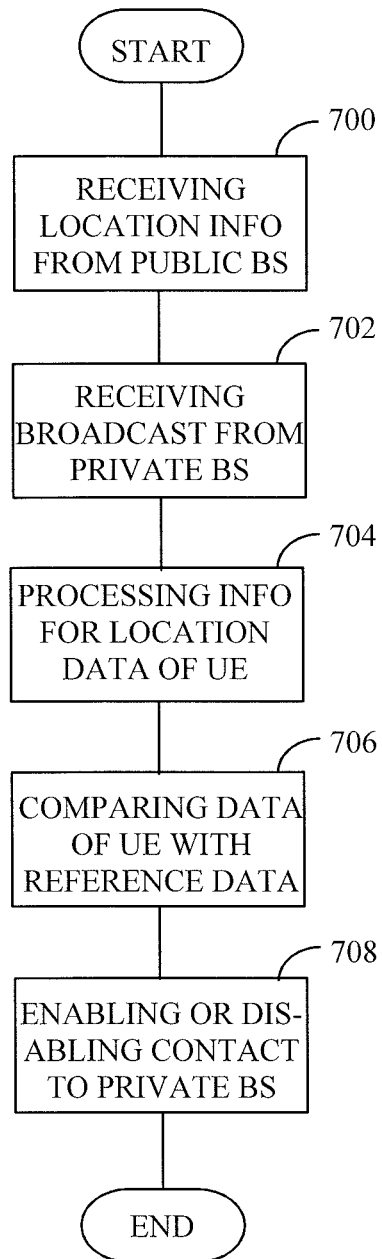 START
700
RECEIVING
LOCATION INFO
FROM PUBLIC BS
702
RECEIVING
BROADCAST FROM
PRIVATE BS
704
PROCESSING INFO
FOR LOCATION
DATA OF UE
706
COMPARING DATA
OF UE WITH
REFERENCE DATA
708
ENABLING OR DIS-
ABLING CONTACT
TO PRIVATE BS
END